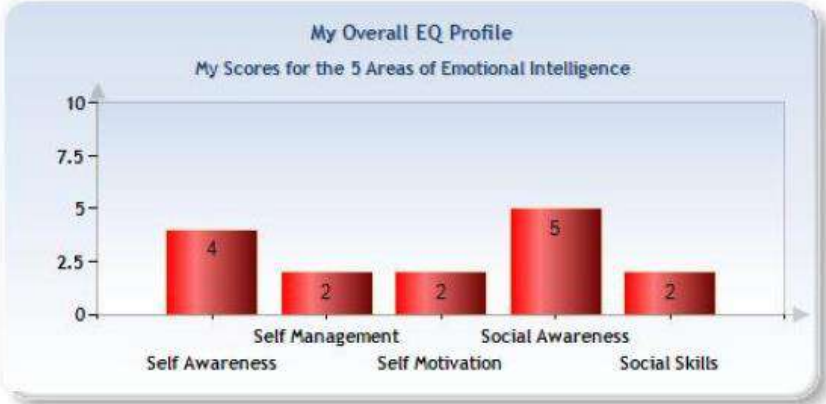 My Overall EQ Profile
My Scores for the 5 Areas of Emotional Intelligence
10
7.5
5
2.5
0
4
2
2
5
2
Self Management
Social Awareness
Self Awareness
Self Motivation
Social Skills